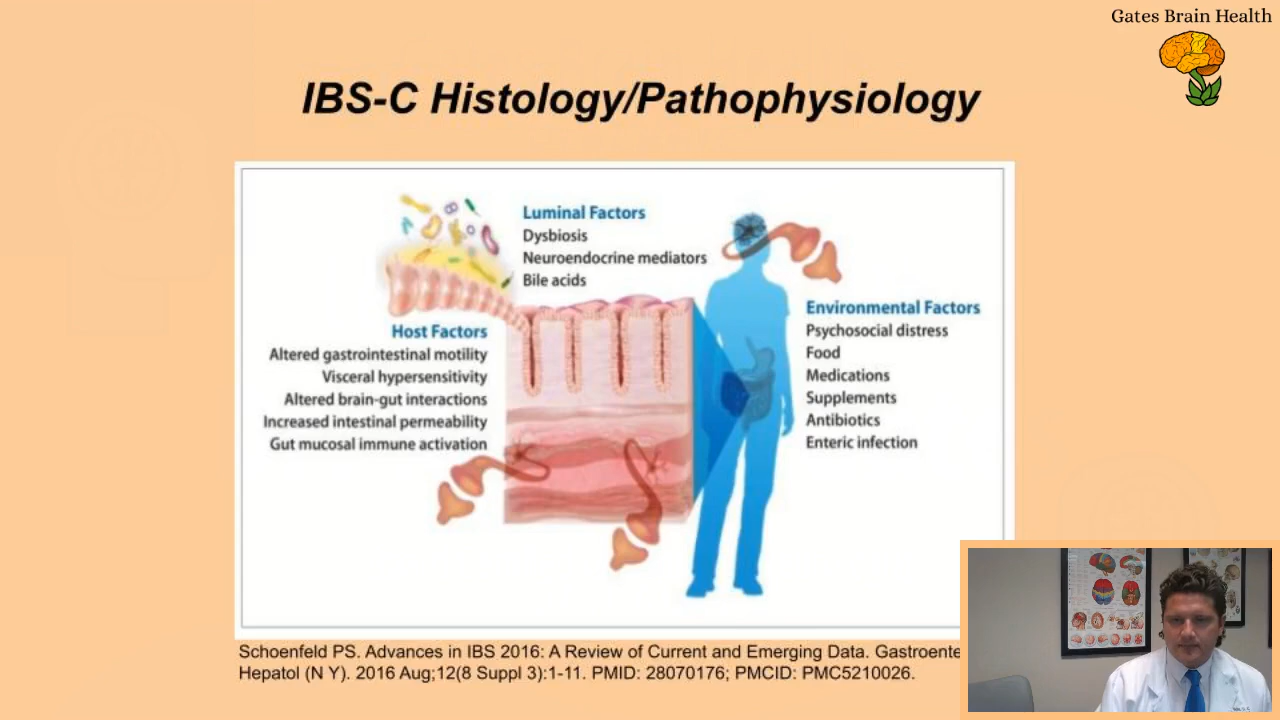 Gates Brain Health
IBS-C Histology/Pathophysiology
Luminal Factors
Dysbiosis
Neuroendocrine mediators
Bile acids
Host Factors
Altered gastrointestinal motility
Visceral hypersensitivity
Altered brain-gut interactions
Increased intestinal permeability
Gut mucosal immune activation
Environmental Factors
Psychosocial distress
Food
Medications
Supplements
Antibiotics
Enteric infection
Schoenfeld PS. Advances in IBS 2016: A Review of Current and Emerging Data. Gastroente
Hepatol (N Y). 2016 Aug;12(8 Suppl 3):1-11. PMID: 28070176; PMCID: PMC5210026.